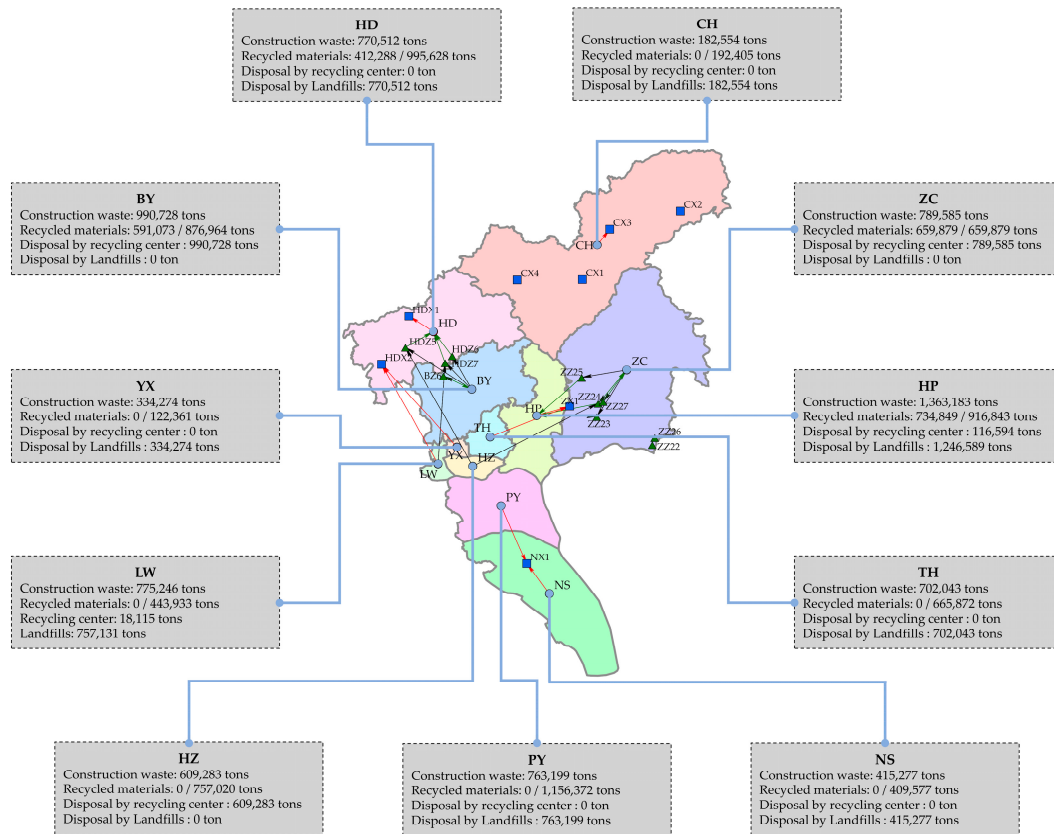 HD
Construction waste: 770,512 tons
Recycled materials: 412,288 / 995,628 tons
Disposal by recycling center: 0 ton
Disposal by Landfills: 770,512 tons
CH
Construction waste: 182,554 tons
Recycled materials: 0 / 192,405 tons
Disposal by recycling center: 0 ton
Disposal by Landfills: 182,554 tons
BY
Construction waste: 990,728 tons
Recycled materials: 591,073 / 876,964 tons
Disposal by recycling center : 990,728 tons
Disposal by Landfills : 0 ton
ZC
Construction waste: 789,585 tons
Recycled materials: 659,879 / 659,879 tons
Disposal by recycling center : 789,585 tons
Disposal by Landfills : 0 ton
CX2
CX3
CH
CX4
CX1
HDX1
HD
HDZ5
HDZ6
HDX2
HDZ7
BZ6
BY
ZC
ZZ25
ZZ24
ZX1
ZZ27
HP
ZZ23
TH
ZZ26
ZZ22
YX
HZ
LW
PY
NX1
NS
YX
Construction waste: 334,274 tons
Recycled materials: 0 / 122,361 tons
Disposal by recycling center : 0 ton
Disposal by Landfills : 334,274 tons
HP
Construction waste: 1,363,183 tons
Recycled materials: 734,849 / 916,843 tons
Disposal by recycling center : 116,594 tons
Disposal by Landfills : 1,246,589 tons
LW
Construction waste: 775,246 tons
Recycled materials: 0 / 443,933 tons
Recycling center: 18,115 tons
Landfills: 757,131 tons
TH
Construction waste: 702,043 tons
Recycled materials: 0 / 665,872 tons
Disposal by recycling center : 0 ton
Disposal by Landfills : 702,043 tons
HZ
Construction waste: 609,283 tons
Recycled materials: 0 / 757,020 tons
Disposal by recycling center : 609,283 tons
Disposal by Landfills : 0 ton
PY
Construction waste: 763,199 tons
Recycled materials: 0 / 1,156,372 tons
Disposal by recycling center : 0 ton
Disposal by Landfills : 763,199 tons
NS
Construction waste: 415,277 tons
Recycled materials: 0 / 409,577 tons
Disposal by recycling center : 0 ton
Disposal by Landfills : 415,277 tons